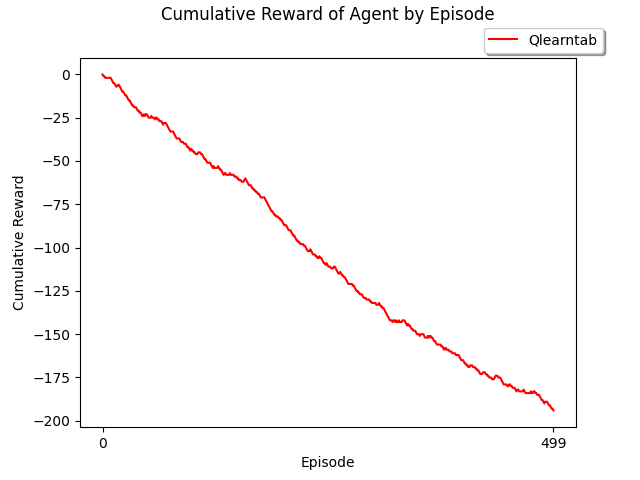 Cumulative Reward of Agent by Episode
Qlearntab
0
−25
−50
−75
−100
−125
−150
−175
−200
Cumulative Reward
0
499
Episode